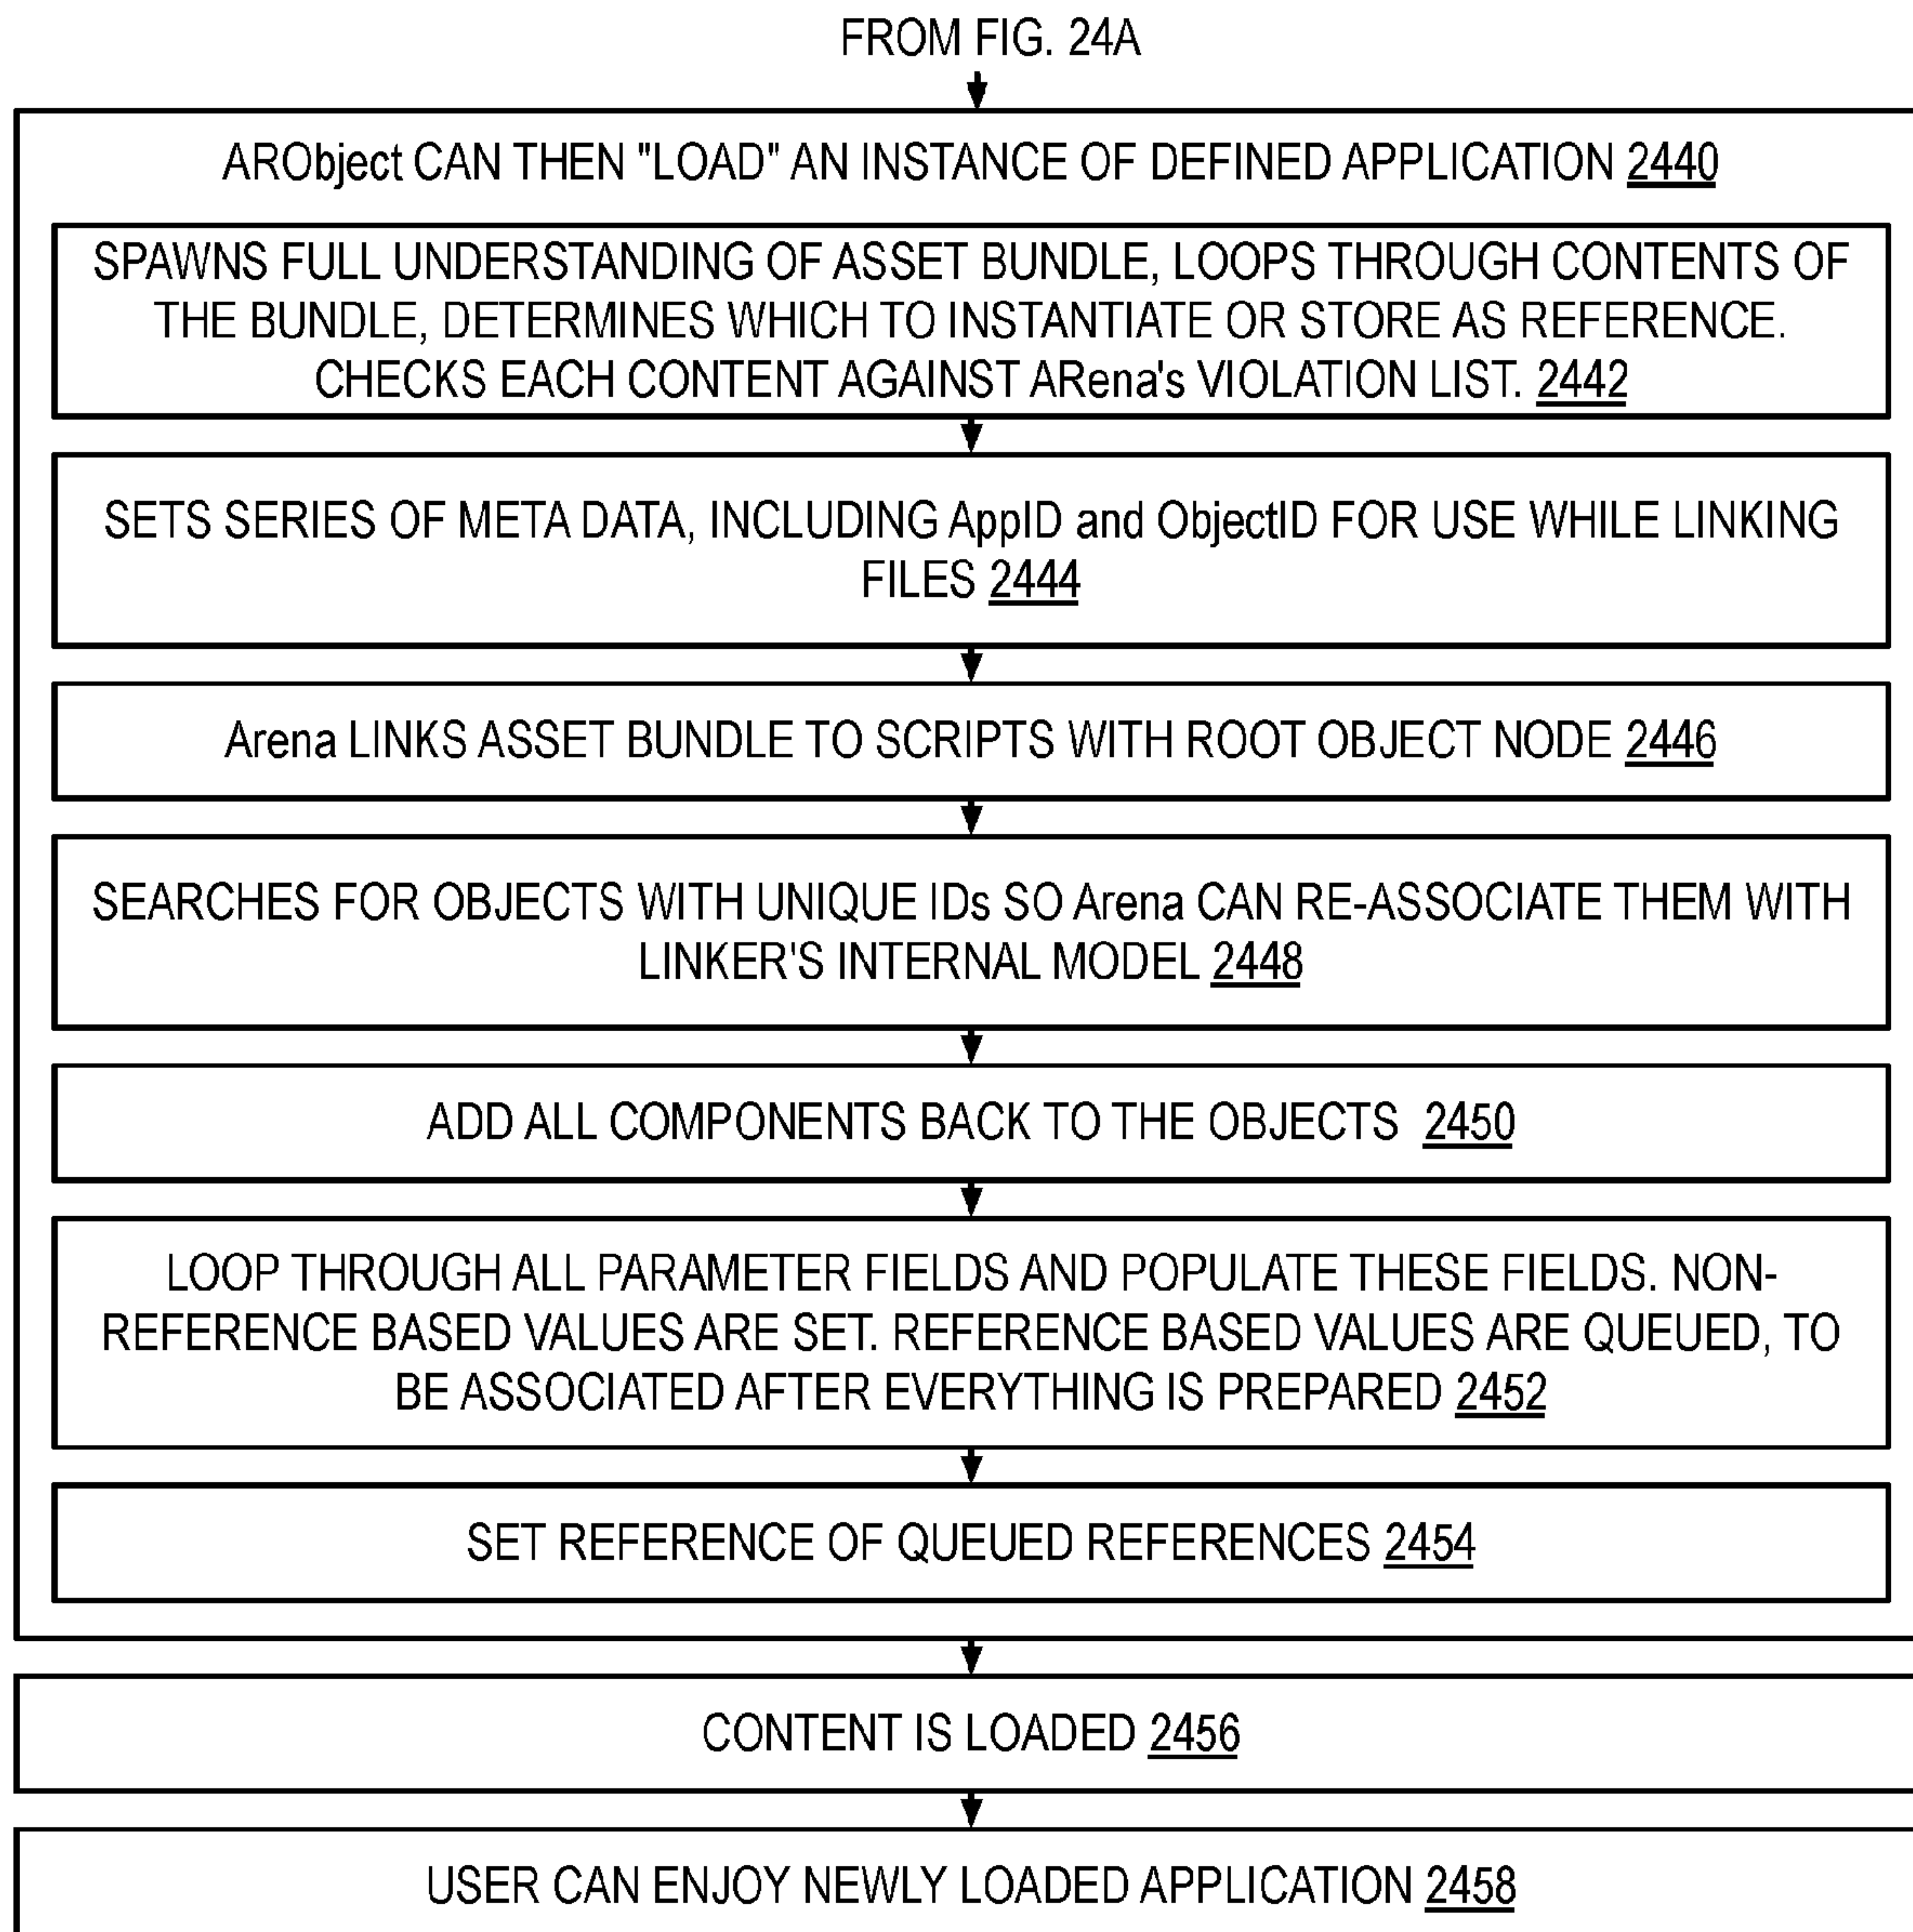 FROM FIG. 24A
ARObject CAN THEN "LOAD" AN INSTANCE OF DEFINED APPLICATION 2440
SPAWNS FULL UNDERSTANDING OF ASSET BUNDLE, LOOPS THROUGH CONTENTS OF
THE BUNDLE, DETERMINES WHICH TO INSTANTIATE OR STORE AS REFERENCE.
CHECKS EACH CONTENT AGAINST ARena's VIOLATION LIST. 2442
SETS SERIES OF META DATA, INCLUDING AppID and ObjectID FOR USE WHILE LINKING
FILES 2444
Arena LINKS ASSET BUNDLE TO SCRIPTS WITH ROOT OBJECT NODE 2446
SEARCHES FOR OBJECTS WITH UNIQUE IDs SO Arena CAN RE-ASSOCIATE THEM WITH
LINKER'S INTERNAL MODEL 2448
ADD ALL COMPONENTS BACK TO THE OBJECTS 2450
LOOP THROUGH ALL PARAMETER FIELDS AND POPULATE THESE FIELDS. NON-
REFERENCE BASED VALUES ARE SET. REFERENCE BASED VALUES ARE QUEUED, TO
BE ASSOCIATED AFTER EVERYTHING IS PREPARED 2452
SET REFERENCE OF QUEUED REFERENCES 2454
CONTENT IS LOADED 2456
USER CAN ENJOY NEWLY LOADED APPLICATION 2458